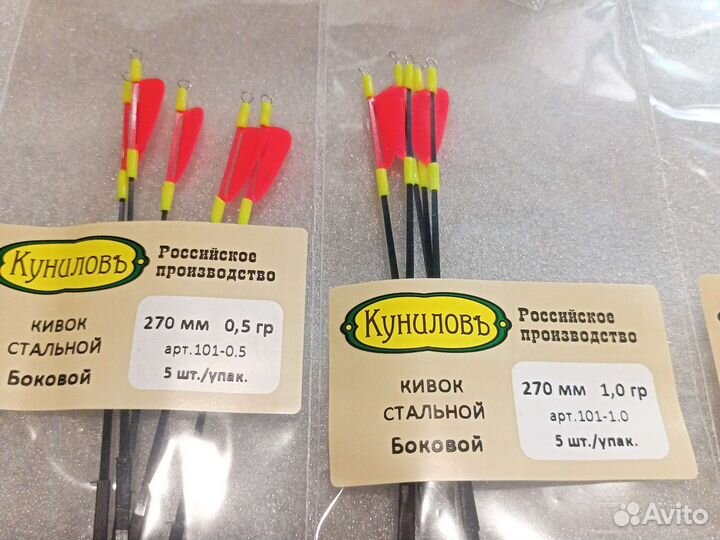 КуниловЪ
Российское
производство
КИВОК
СТАЛЬНОЙ
Боковой
270 мм 0,5 гр
арт.101-0.5
5 шт./упак.
КуниловЪ
Российское
производство
КИВОК
СТАЛЬНОЙ
Боковой
270 мм 1,0 гр
арт.101-1.0
5 шт./упак.
Avito